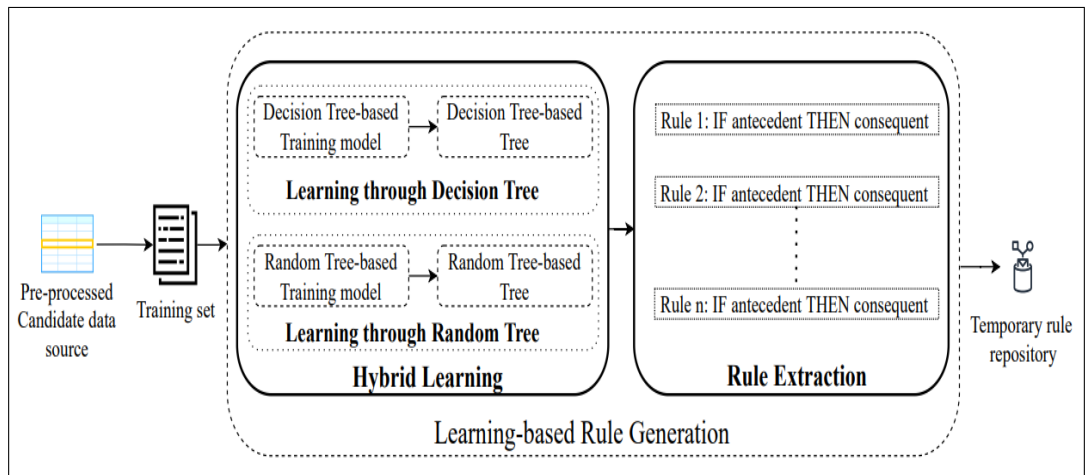 Pre-processed
Candidate data
source
Training set
Decision Tree-based
Training model
Decision Tree-based
Tree
Learning through Decision Tree
Random Tree-based
Training model
Random Tree-based
Tree
Learning through Random Tree
Hybrid Learning
Rule 1: IF antecedent THEN consequent
Rule 2: IF antecedent THEN consequent
Rule n: IF antecedent THEN consequent
Rule Extraction
Learning-based Rule Generation
Temporary rule
repository